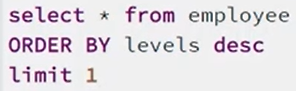 select * from employee
ORDER BY levels desc
limit 1